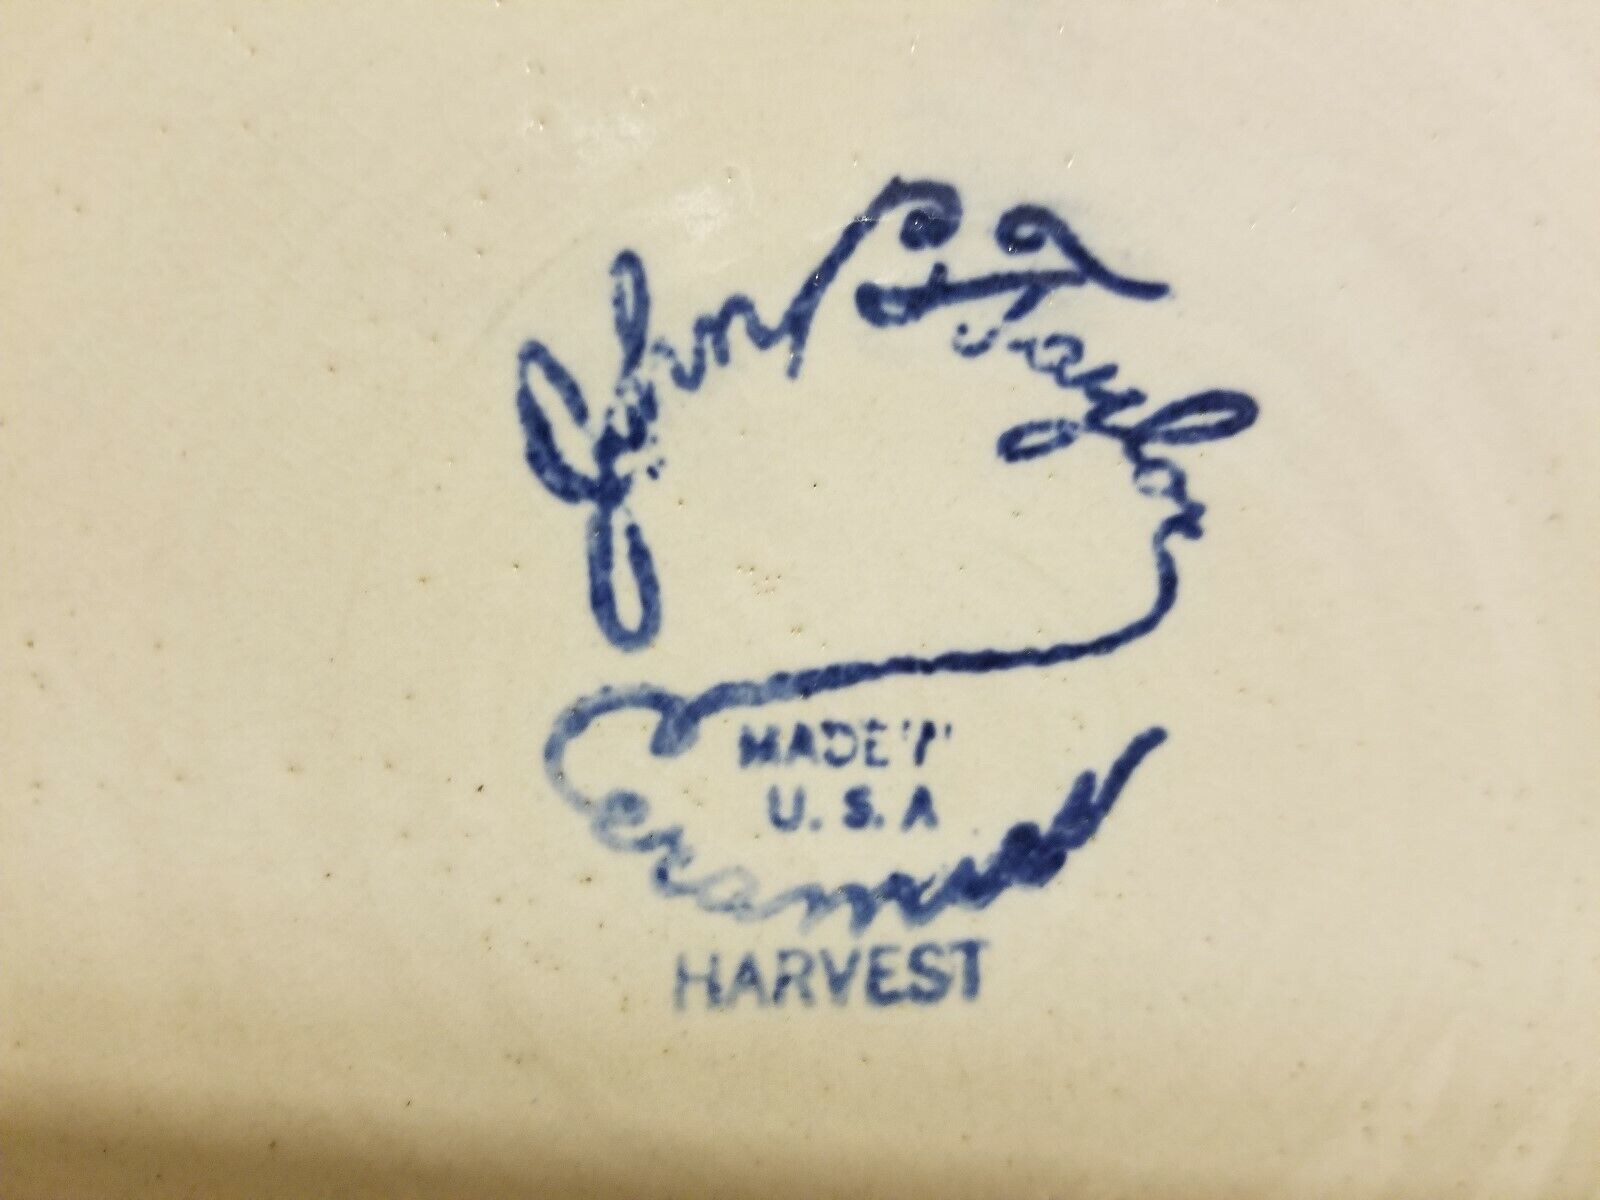 John B. Taylor
MADE IN
U.S.A.
Ceramics
HARVEST